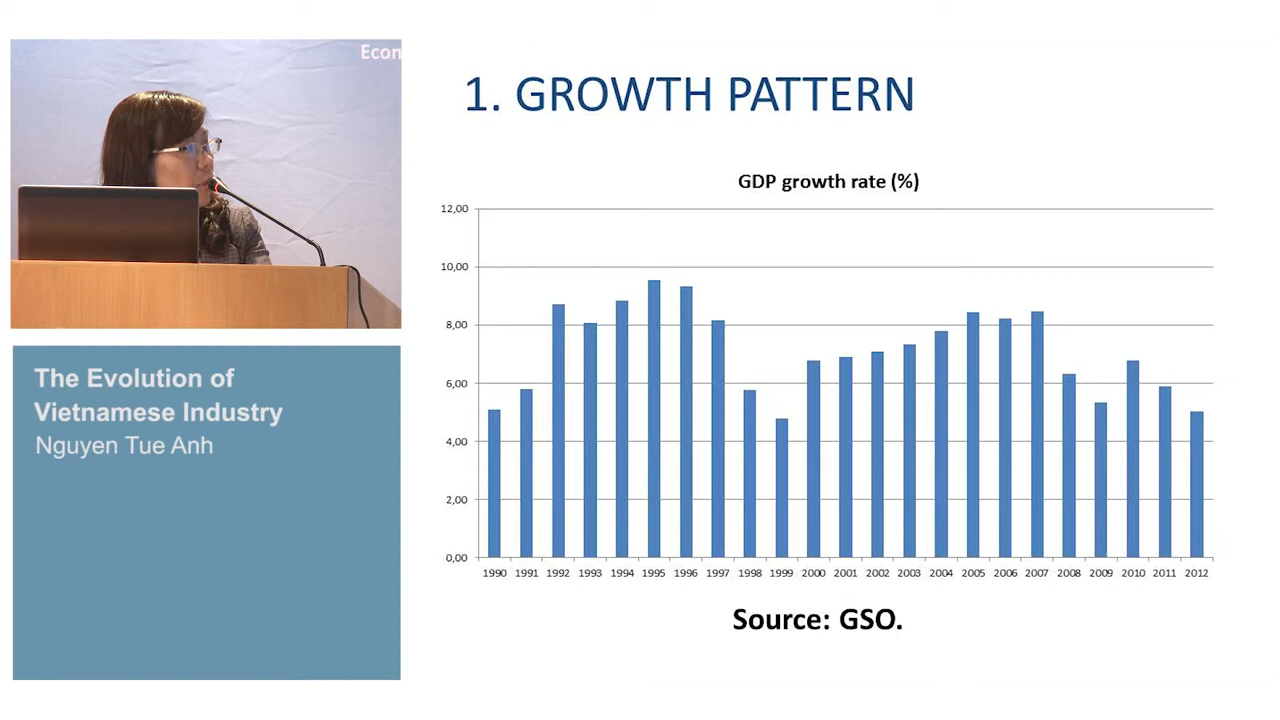 Econ
1. GROWTH PATTERN
GDP growth rate (%)
12,00
10,00
8,00
6,00
4,00
2,00
0,00
1990 1991 1992 1993 1994 1995 1996 1997 1998 1999 2000 2001 2002 2003 2004 2005 2006 2007 2008 2009 2010 2011 2012
Source: GSO.
The Evolution of
Vietnamese Industry
Nguyen Tue Anh